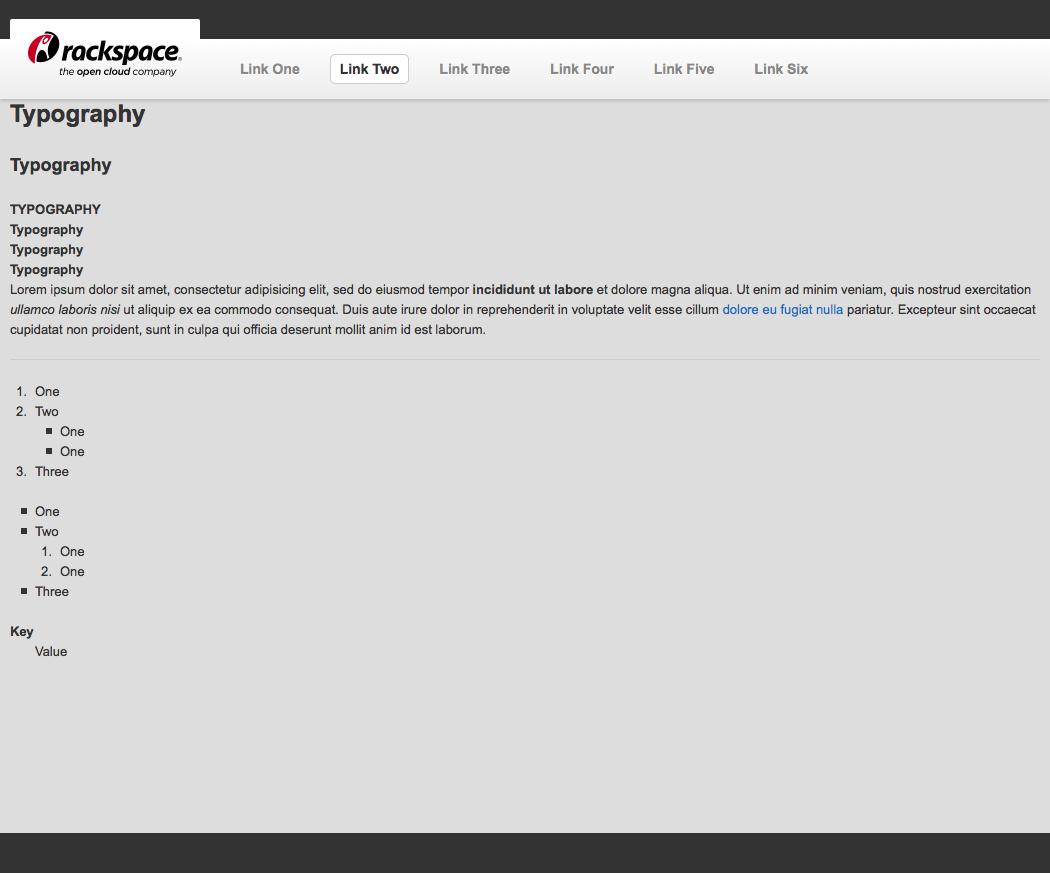 rackspace®
the open cloud company
Link One Link Two Link Three Link Four Link Five Link Six
Typography
Typography
TYPOGRAPHY
Typography
Typography
Typography
Lorem ipsum dolor sit amet, consectetur adipisicing elit, sed do eiusmod tempor incididunt ut labore et dolore magna aliqua. Ut enim ad minim veniam, quis nostrud exercitation
ullamco laboris nisi ut aliquip ex ea commodo consequat. Duis aute irure dolor in reprehenderit in voluptate velit esse cillum dolore eu fugiat nulla pariatur. Excepteur sint occaecat
cupidatat non proident, sunt in culpa qui officia deserunt mollit anim id est laborum.
1. One
2. Two
■ One
■ One
3. Three
■ One
■ Two
1. One
2. One
■ Three
Key
Value